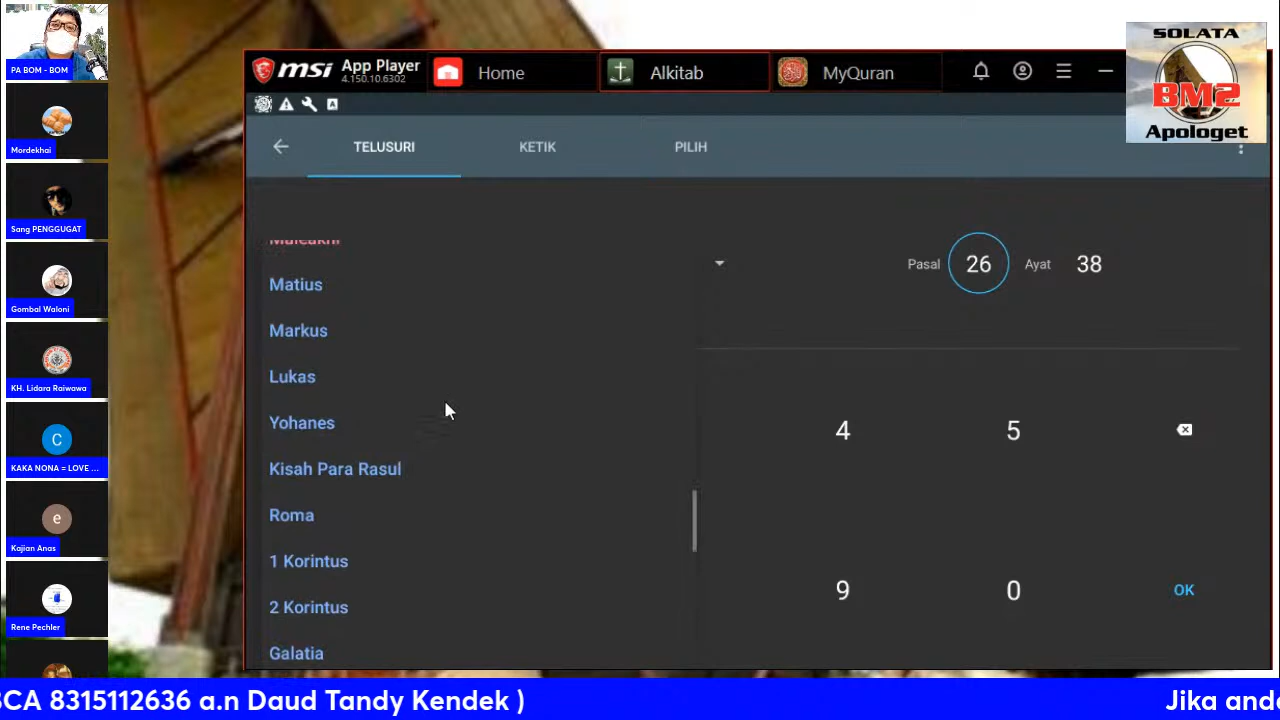 PA BOM - BOM
Mordekhai
Sang PENGGUGAT
Gombal Waloni
KH. Lidara Raiwawa
C
KAKA NONA = LOVE ...
e
Kajian Anas
Rene Pechler
msi App Player
4.150.10.6302
Home
Alkitab
MyQuran
SOLATA
BM2
Apologet
TELUSURI
KETIK
PILIH
Maleakhi
Matius
Markus
Lukas
Yohanes
Kisah Para Rasul
Roma
1 Korintus
2 Korintus
Galatia
Pasal 26 Ayat 38
4 5
9 0 OK
BCA 8315112636 a.n Daud Tandy Kendek )
Jika anda